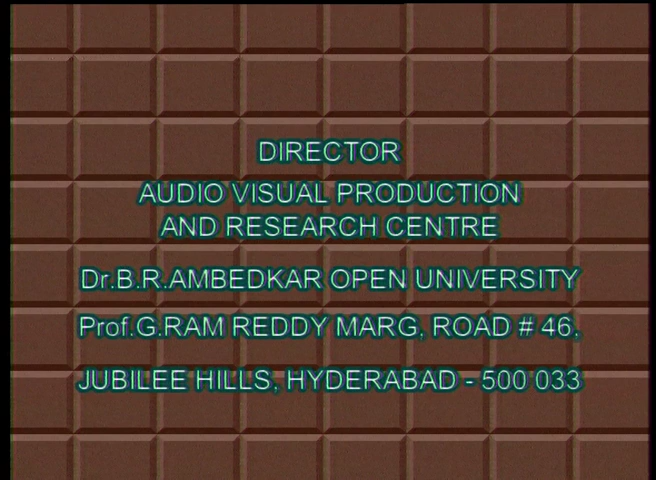 DIRECTOR
AUDIO VISUAL PRODUCTION
AND RESEARCH CENTRE
Dr.B.R.AMBEDKAR OPEN UNIVERSITY
Prof.G.RAM REDDY MARG, ROAD # 46,
JUBILEE HILLS, HYDERABAD - 500 033